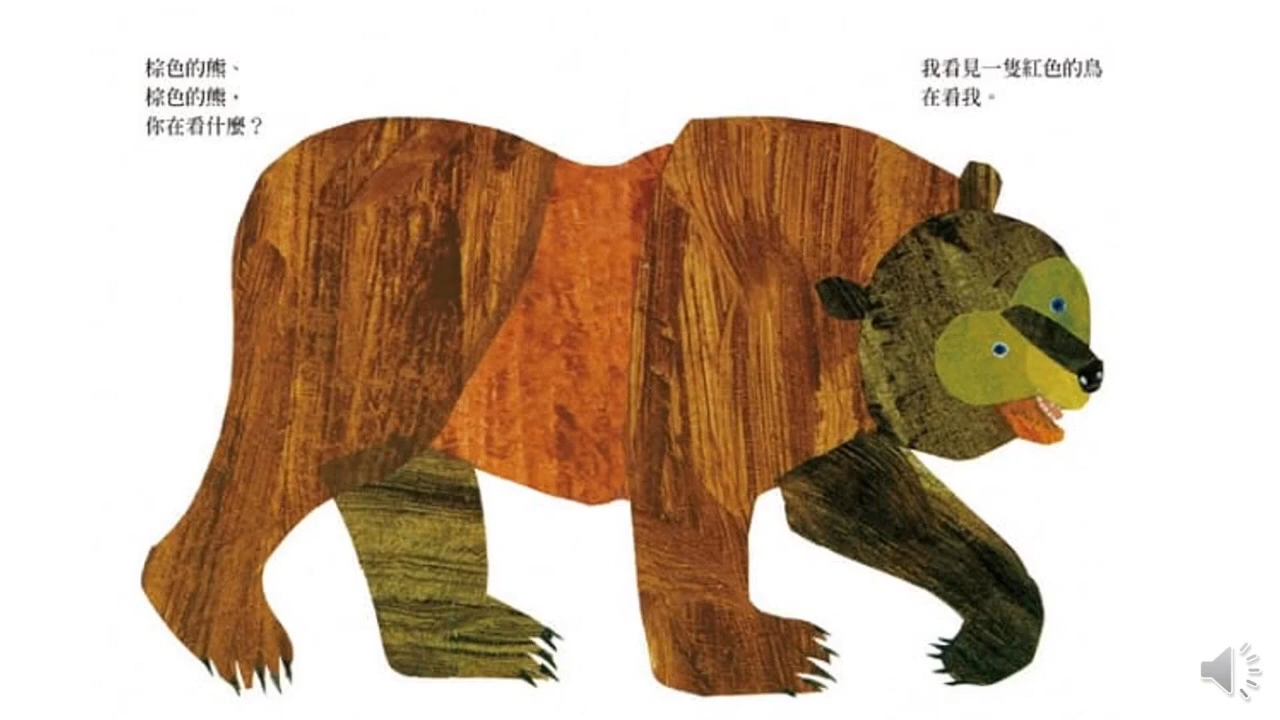 棕色的熊、
棕色的熊，
你在看什麼？
我看見一隻紅色的鳥
在看我。